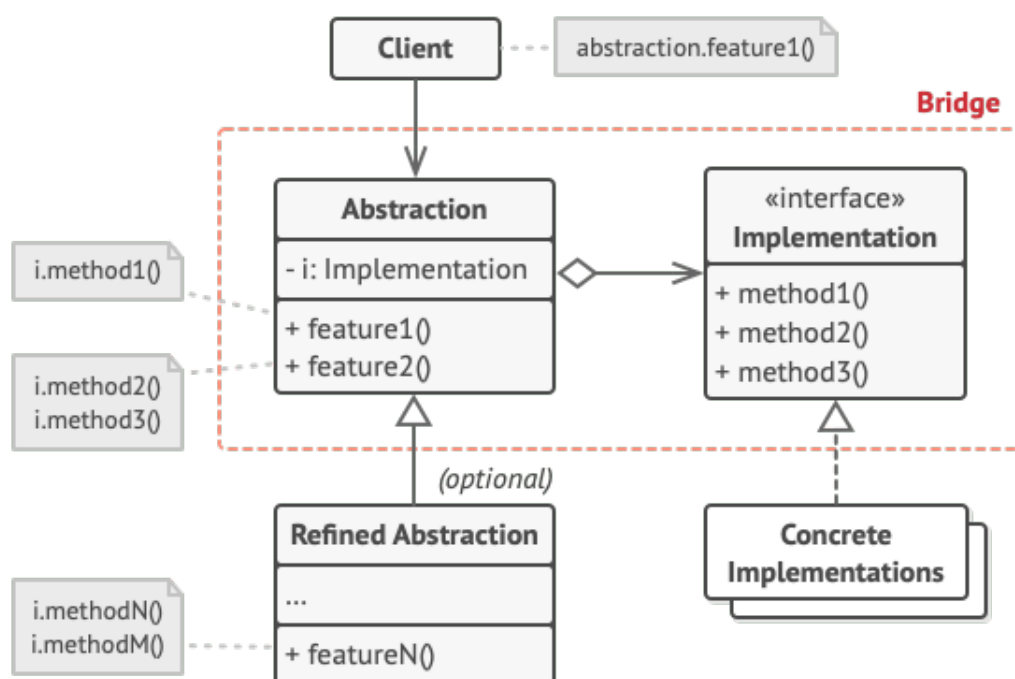 Client
abstraction.feature1()
Bridge
Abstraction
- i: Implementation
+ feature1()
+ feature2()
«interface»
Implementation
+ method1()
+ method2()
+ method3()
i.method1()
i.method2()
i.method3()
(optional)
Refined Abstraction
...
+ featureN()
Concrete
Implementations
i.methodN()
i.methodM()